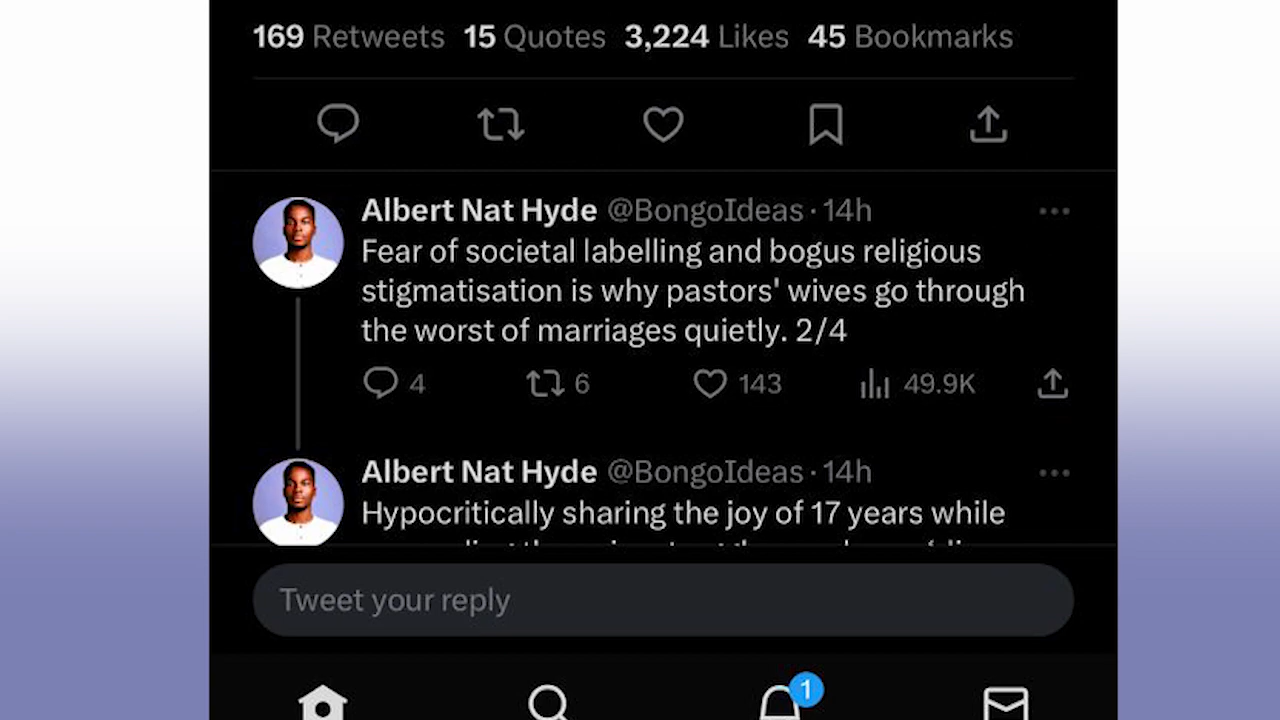 169 Retweets 15 Quotes 3,224 Likes 45 Bookmarks
Albert Nat Hyde @BongoIdeas · 14h
Fear of societal labelling and bogus religious
stigmatisation is why pastors' wives go through
the worst of marriages quietly. 2/4
4 6 143 49.9K
Albert Nat Hyde @BongoIdeas · 14h
Hypocritically sharing the joy of 17 years while
Tweet your reply
1